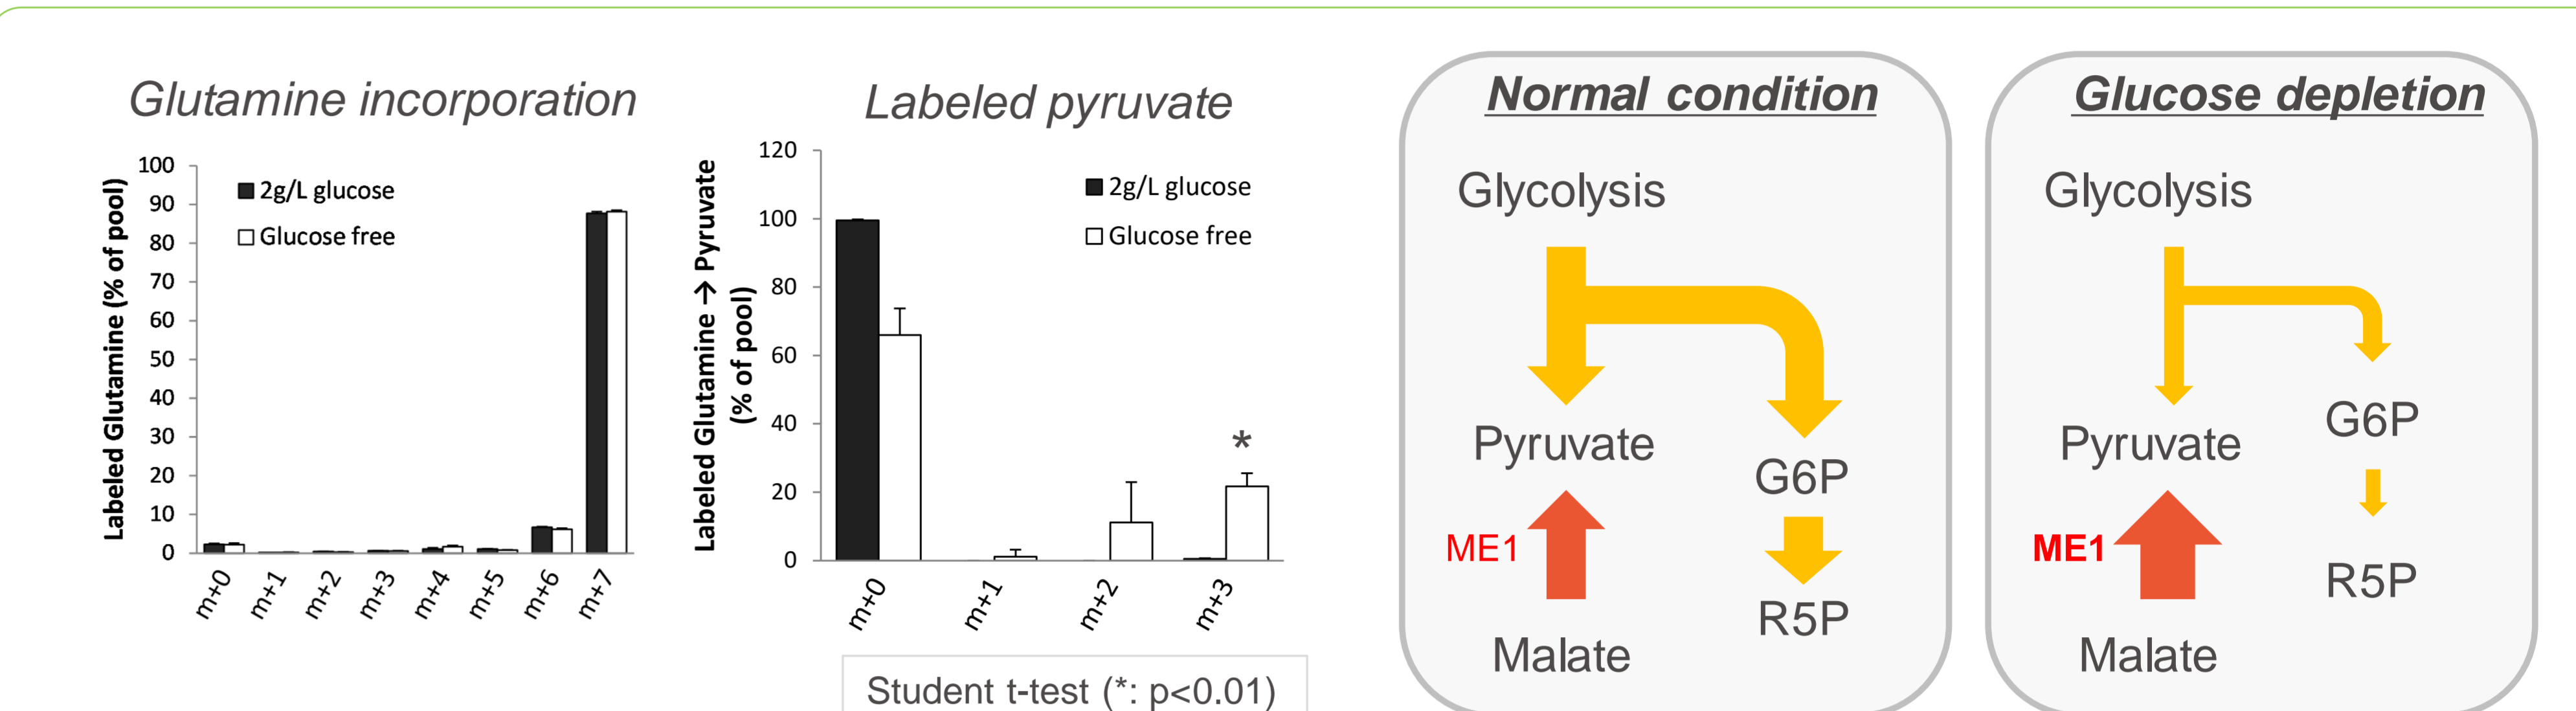 Glutamine incorporation
Labeled Glutamine (% of pool)
100
90
80
70
60
50
40
30
20
10
0
2g/L glucose
Glucose free
m+0
m+1
m+2
m+3
m+4
m+5
m+6
m+7
Labeled pyruvate
Labeled Glutamine → Pyruvate
(% of pool)
120
100
80
60
40
20
0
2g/L glucose
Glucose free
*
m+0
m+1
m+2
m+3
Student t-test (*: p<0.01)
Normal condition
Glycolysis
Pyruvate
G6P
ME1
R5P
Malate
Glucose depletion
Glycolysis
G6P
Pyruvate
ME1
R5P
Malate